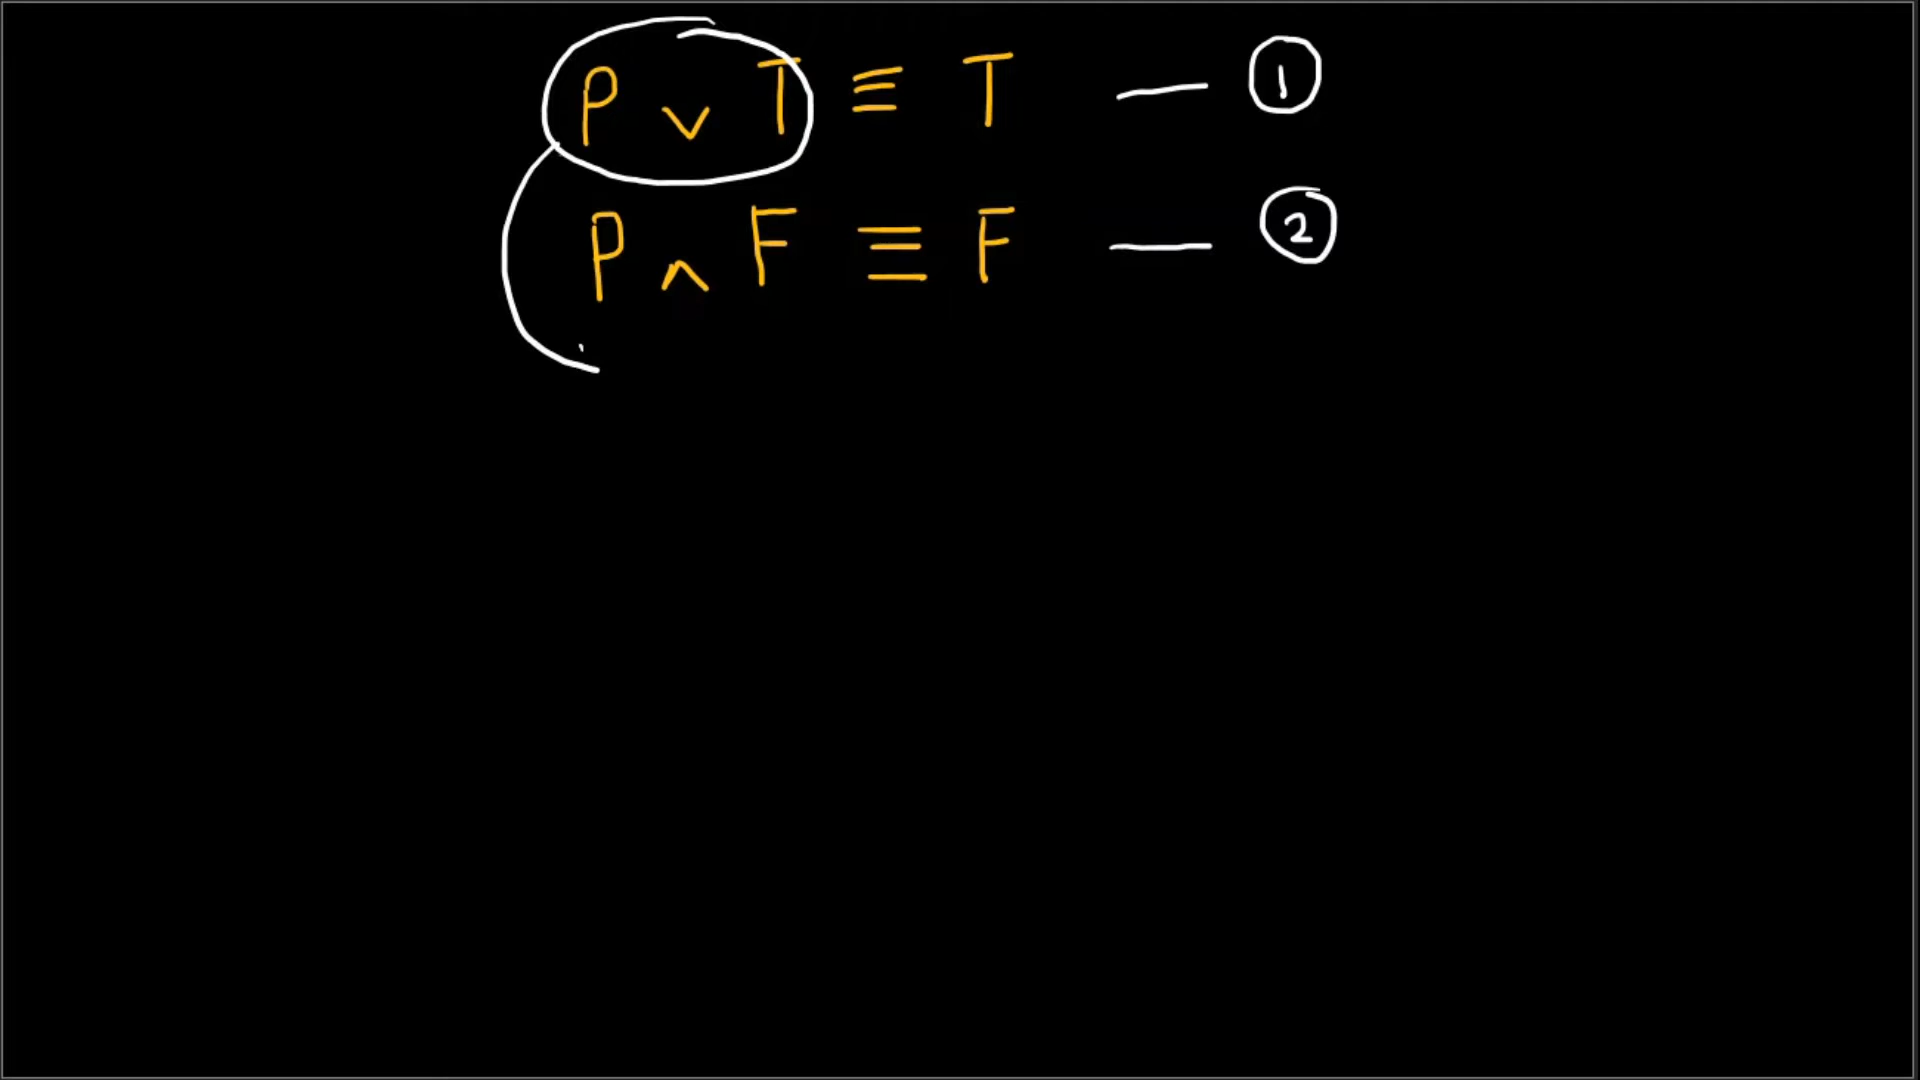 P ∨ T ≡ T — ①
P ∧ F ≡ F — ②